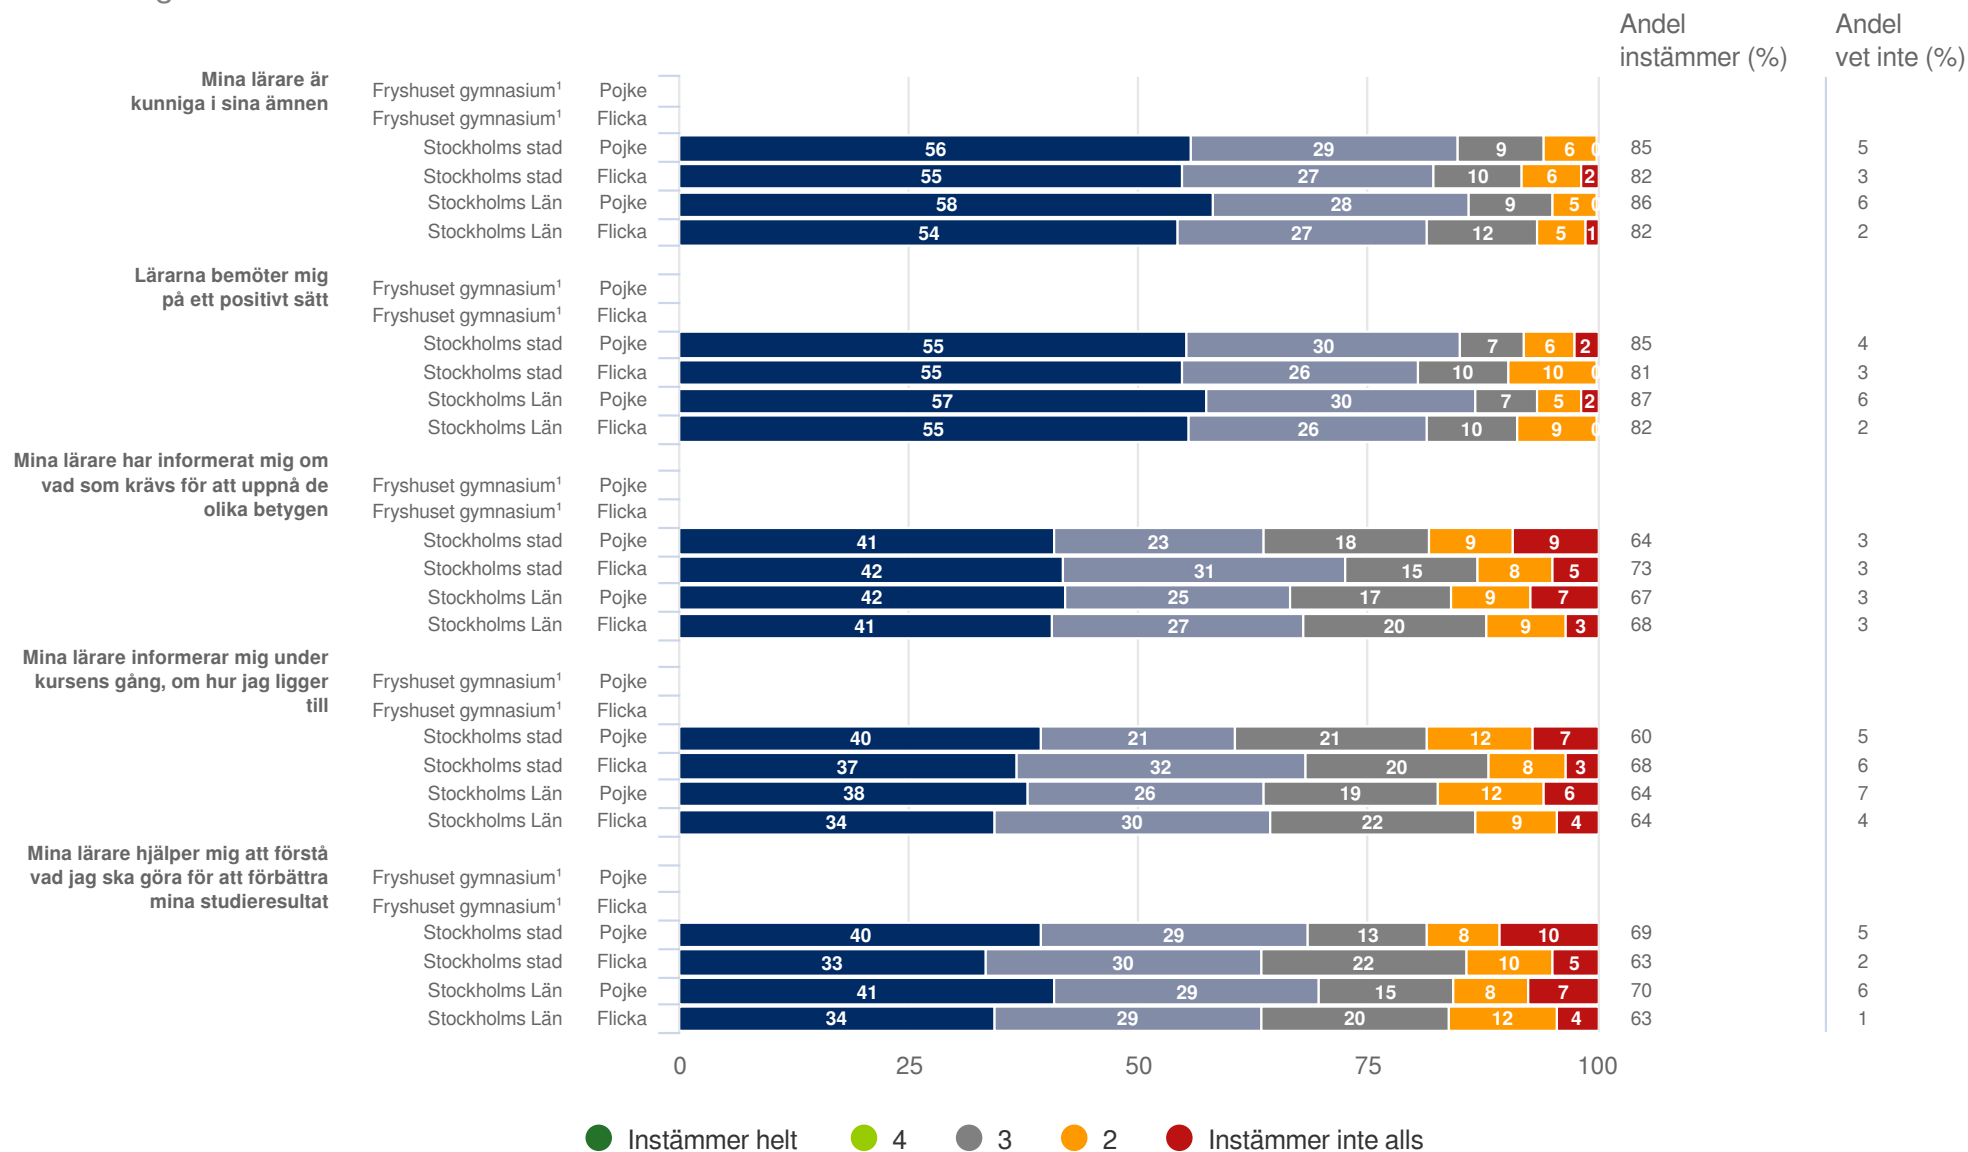 Andel
instämmer (%)
Andel
vet inte (%)
Mina lärare är
kunniga i sina ämnen
Fryshuset gymnasium¹ Pojke
Fryshuset gymnasium¹ Flicka
Stockholms stad Pojke 56 29 9 6 0 85 5
Stockholms stad Flicka 55 27 10 6 2 82 3
Stockholms Län Pojke 58 28 9 5 0 86 6
Stockholms Län Flicka 54 27 12 5 1 82 2
Lärarna bemöter mig
på ett positivt sätt
Fryshuset gymnasium¹ Pojke
Fryshuset gymnasium¹ Flicka
Stockholms stad Pojke 55 30 7 6 2 85 4
Stockholms stad Flicka 55 26 10 10 0 81 3
Stockholms Län Pojke 57 30 7 5 2 87 6
Stockholms Län Flicka 55 26 10 9 0 82 2
Mina lärare har informerat mig om
vad som krävs för att uppnå de
olika betygen
Fryshuset gymnasium¹ Pojke
Fryshuset gymnasium¹ Flicka
Stockholms stad Pojke 41 23 18 9 9 64 3
Stockholms stad Flicka 42 31 15 8 5 73 3
Stockholms Län Pojke 42 25 17 9 7 67 3
Stockholms Län Flicka 41 27 20 9 3 68 3
Mina lärare informerar mig under
kursens gång, om hur jag ligger
till
Fryshuset gymnasium¹ Pojke
Fryshuset gymnasium¹ Flicka
Stockholms stad Pojke 40 21 21 12 7 60 5
Stockholms stad Flicka 37 32 20 8 3 68 6
Stockholms Län Pojke 38 26 19 12 6 64 7
Stockholms Län Flicka 34 30 22 9 4 64 4
Mina lärare hjälper mig att förstå
vad jag ska göra för att förbättra
mina studieresultat
Fryshuset gymnasium¹ Pojke
Fryshuset gymnasium¹ Flicka
Stockholms stad Pojke 40 29 13 8 10 69 5
Stockholms stad Flicka 33 30 22 10 5 63 2
Stockholms Län Pojke 41 29 15 8 7 70 6
Stockholms Län Flicka 34 29 20 12 4 63 1
0 25 50 75 100
Instämmer helt 4 3 2 Instämmer inte alls